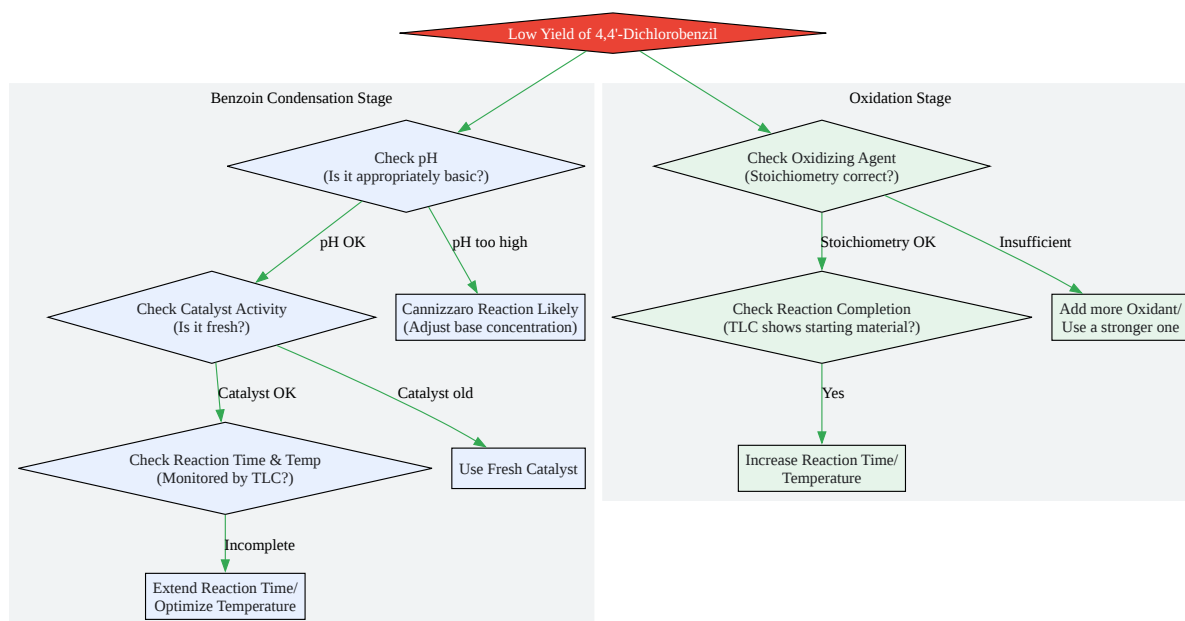 Low Yield of 4,4'-Dichlorobenzil
Benzoin Condensation Stage
Check pH
(Is it appropriately basic?)
pH OK
pH too high
Check Catalyst Activity
(Is it fresh?)
Cannizzaro Reaction Likely
(Adjust base concentration)
Catalyst OK
Catalyst old
Check Reaction Time & Temp
(Monitored by TLC?)
Use Fresh Catalyst
Incomplete
Extend Reaction Time/
Optimize Temperature
Oxidation Stage
Check Oxidizing Agent
(Stoichiometry correct?)
Stoichiometry OK
Insufficient
Check Reaction Completion
(TLC shows starting material?)
Add more Oxidant/
Use a stronger one
Yes
Increase Reaction Time/
Temperature